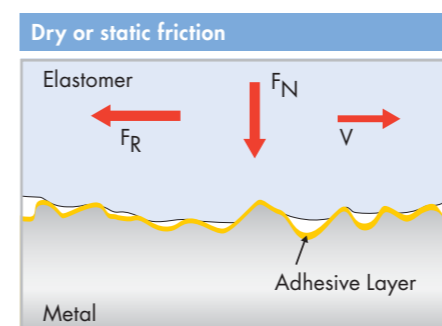 Dry or static friction
Elastomer
FN
FR
V
Adhesive Layer
Metal